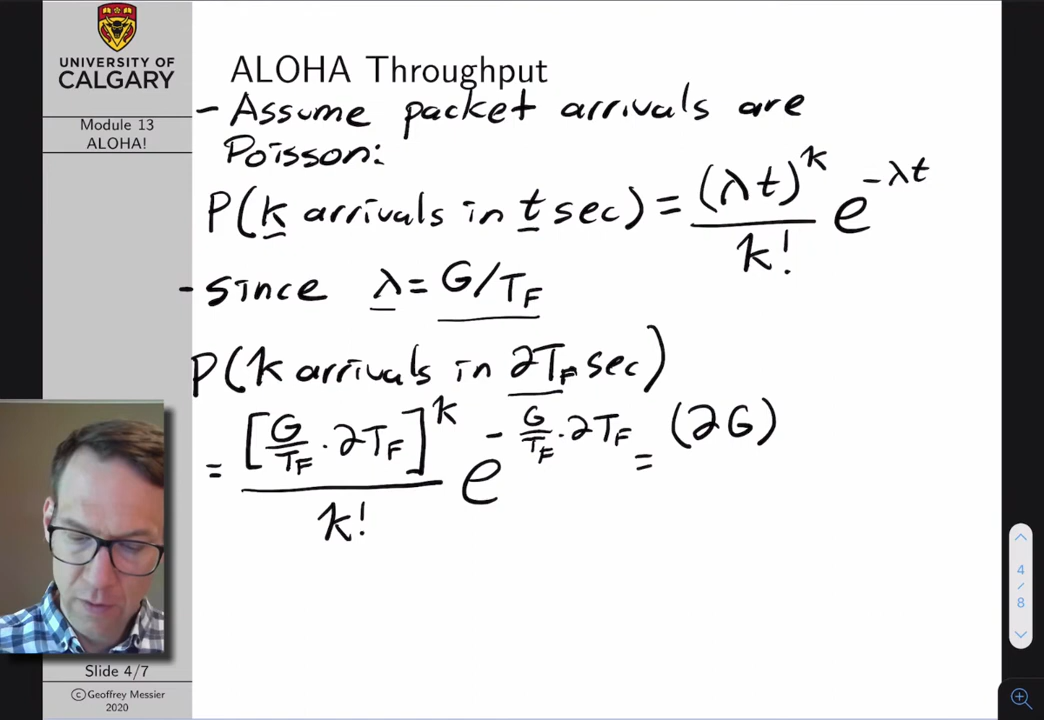 UNIVERSITY OF
CALGARY
Module 13
ALOHA!
ALOHA Throughput
- Assume packet arrivals are
Poisson:
P(k arrivals in t sec) = (λt)^k / k! e^{-λt}
- since λ = G/T_F
P(k arrivals in 2T_F sec)
= [G/T_F · 2T_F]^k / k! e^{-G/T_F · 2T_F} = (2G)
4
/
8
Slide 4/7
© Geoffrey Messier
2020